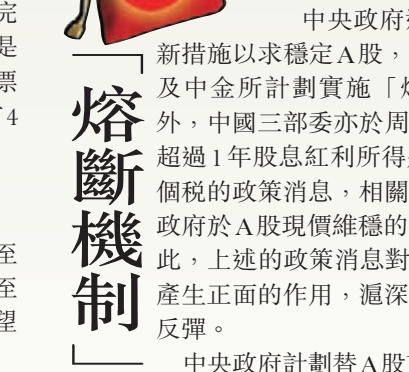 完
是
票
4
至
至
望
「熔斷機制」
中央政府
新措施以求穩定A股，
及中金所計劃實施「
外，中國三部委亦於周
超過1年股息紅利所得
個税的政策消息，相關
政府於A股現價維穩的
此，上述的政策消息對
產生正面的作用，滬深
反彈。
中央政府計劃替A股